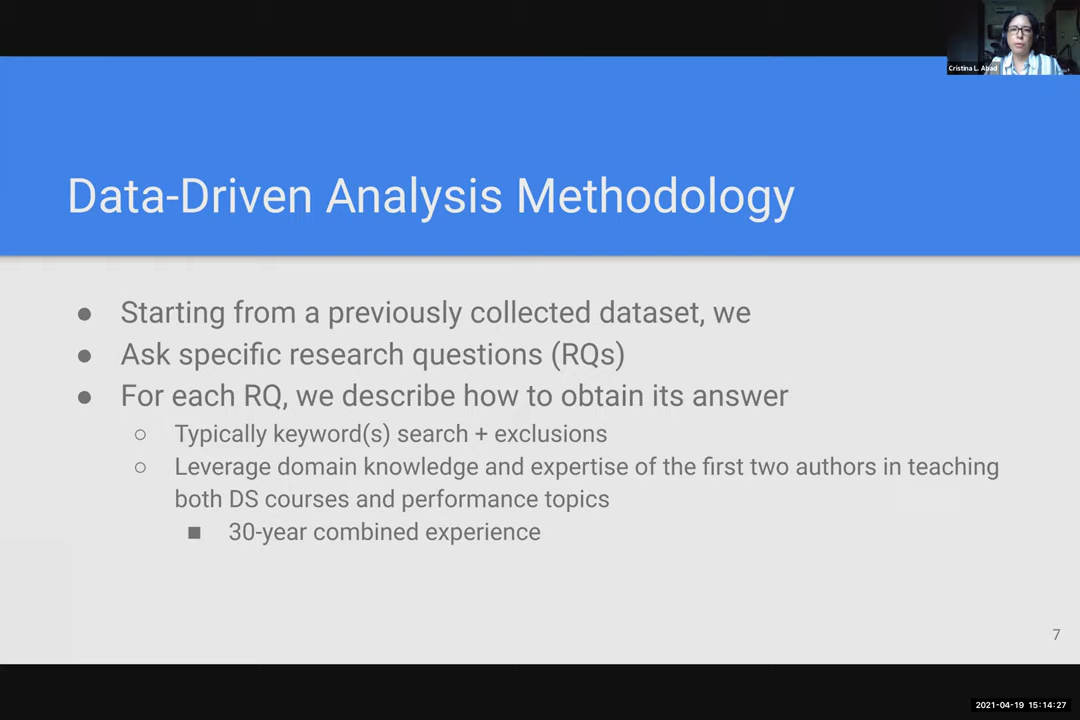 Cristina L. Abad
Data-Driven Analysis Methodology
● Starting from a previously collected dataset, we
● Ask specific research questions (RQs)
● For each RQ, we describe how to obtain its answer
○ Typically keyword(s) search + exclusions
○ Leverage domain knowledge and expertise of the first two authors in teaching
both DS courses and performance topics
■ 30-year combined experience
7
2021-04-19 15:14:27